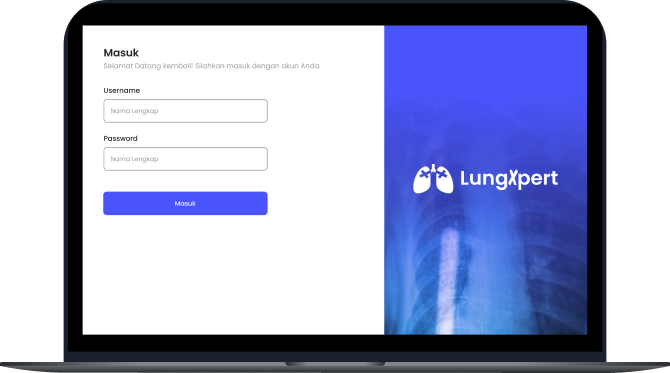 Masuk
Selamat Datang kembali! Silahkan masuk dengan akun Anda.
Username
Nama Lengkap
Password
Nama Lengkap
Masuk
LungXpert